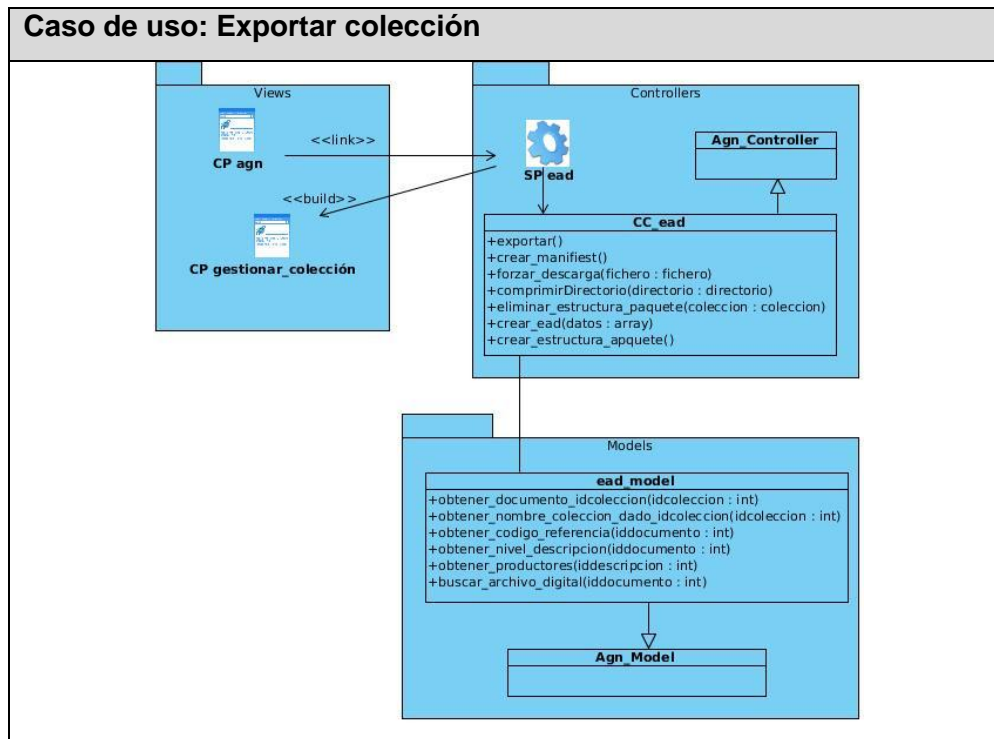 Caso de uso: Exportar colección
Views
CP agn
<<link>>
<<build>>
CP gestionar_colección
Controllers
SP ead
Agn_Controller
CC_ead
+exportar()
+crear_manifiest()
+forzar_descarga(fichero : fichero)
+comprimirDirectorio(directorio : directorio)
+eliminar_estructura_paquete(coleccion : coleccion)
+crear_ead(datos : array)
+crear_estructura_apquete()
Models
ead_model
+obtener_documento_idcoleccion(idcoleccion : int)
+obtener_nombre_coleccion_dado_idcoleccion(idcoleccion : int)
+obtener_codigo_referencia(iddocumento : int)
+obtener_nivel_descripcion(iddocumento : int)
+obtener_productores(iddescripcion : int)
+buscar_archivo_digital(iddocumento : int)
Agn_Model